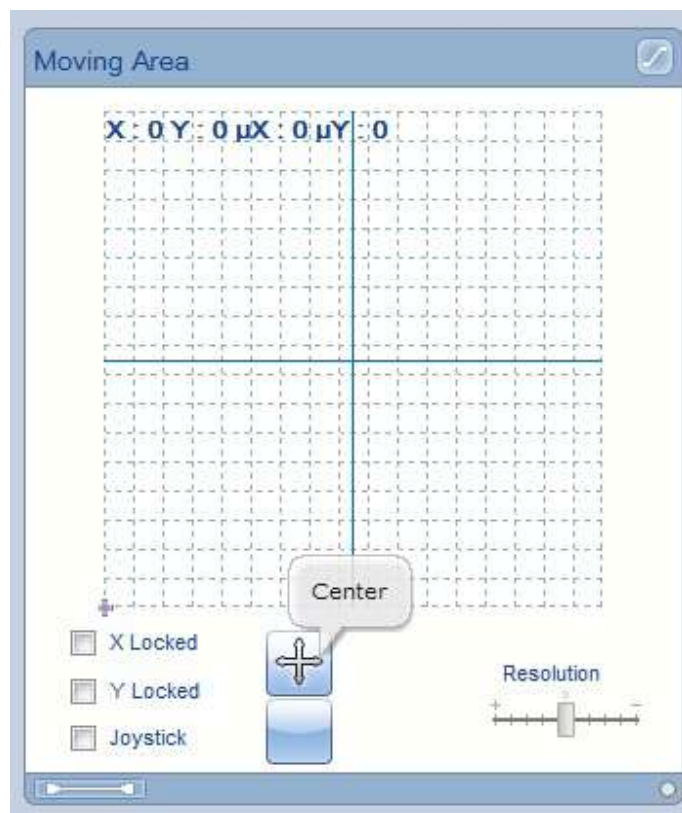 Moving Area
X : 0 Y : 0 µX : 0 µY : 0
Center
X Locked
Y Locked
Joystick
Resolution
+ -